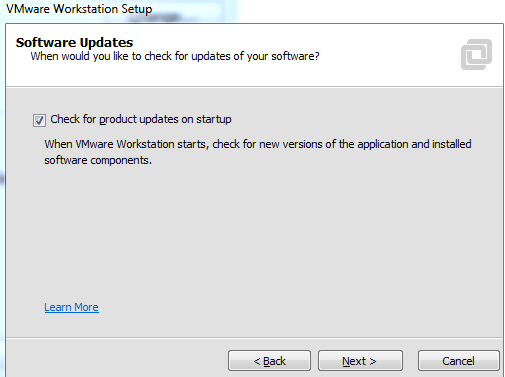 VMware Workstation Setup
Software Updates
When would you like to check for updates of your software?
Check for product updates on startup
When VMware Workstation starts, check for new versions of the application and installed
software components.
Learn More
< Back
Next >
Cancel